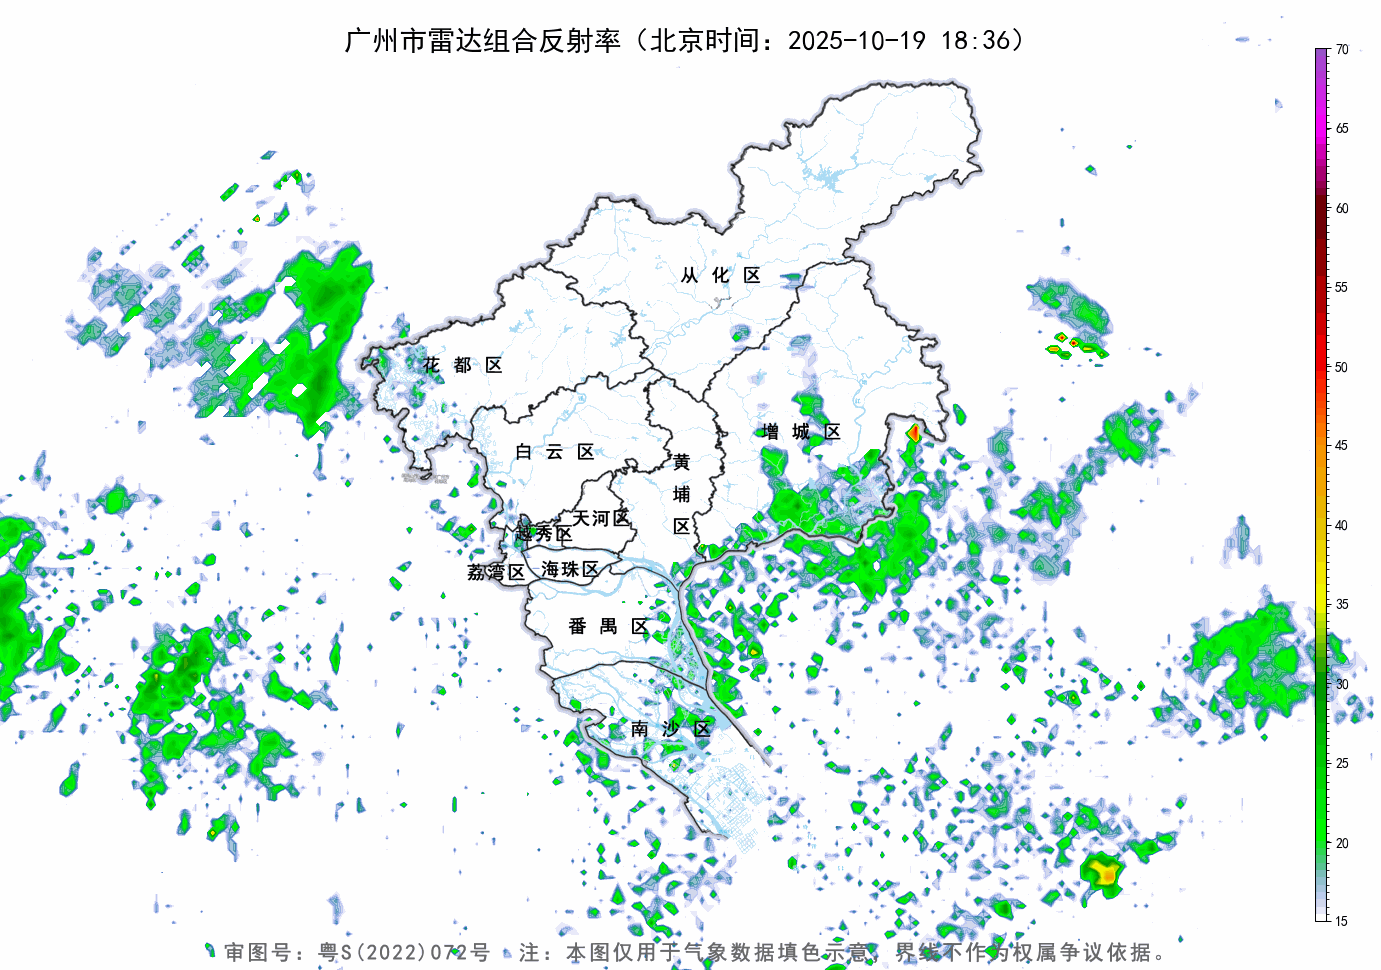 广州市雷达组合反射率（北京时间：2025-10-19 18:36）
70
65
60
55
50
45
40
35
30
25
20
15
从化区
花都区
增城区
白云区
黄埔区
天河区
越秀区
荔湾区
海珠区
番禺区
南沙区
审图号：粤S(2022)072号 注：本图仅用于气象数据填色示意，界线不作为权属争议依据。